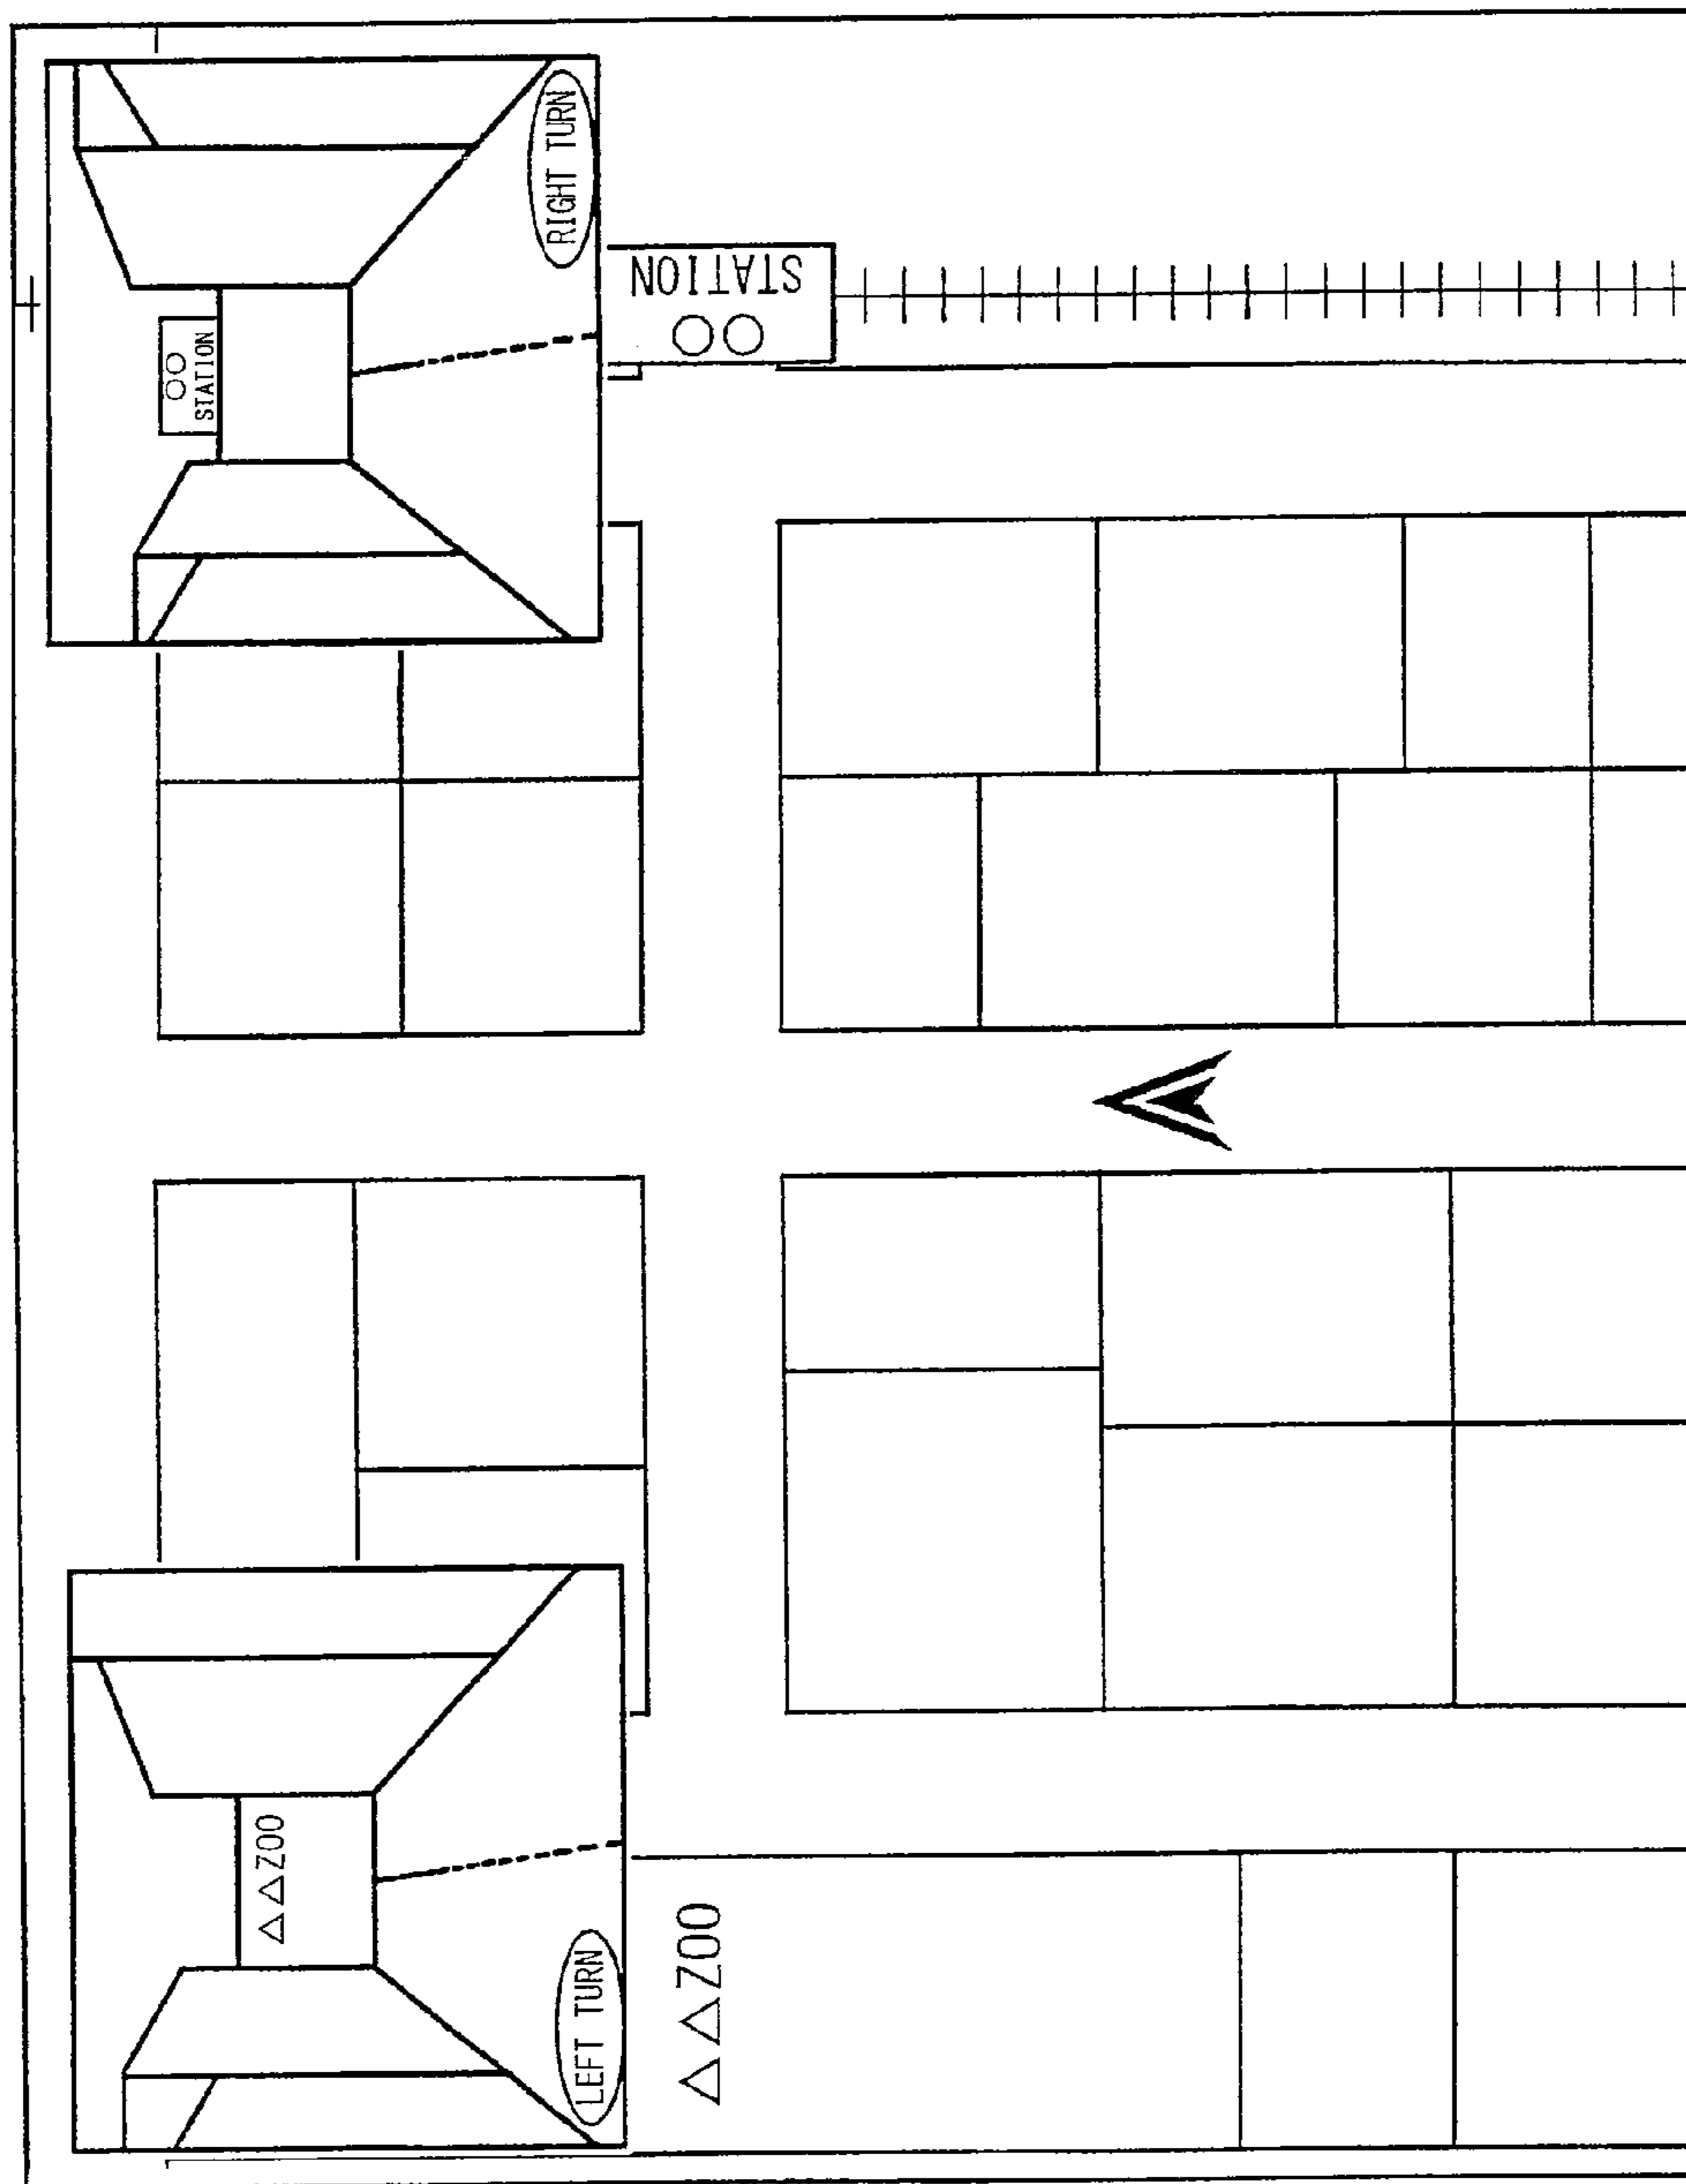 △△ZOO
LEFT TURN
○○
STATION
RIGHT TURN
△△ZOO
○○
STATION